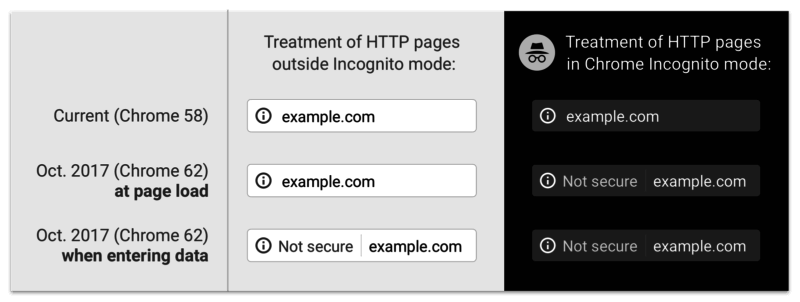 Treatment of HTTP pages
outside Incognito mode:
Treatment of HTTP pages
in Chrome Incognito mode:
Current (Chrome 58)
example.com
example.com
Oct. 2017 (Chrome 62)
at page load
example.com
Not secure example.com
Oct. 2017 (Chrome 62)
when entering data
Not secure example.com
Not secure example.com